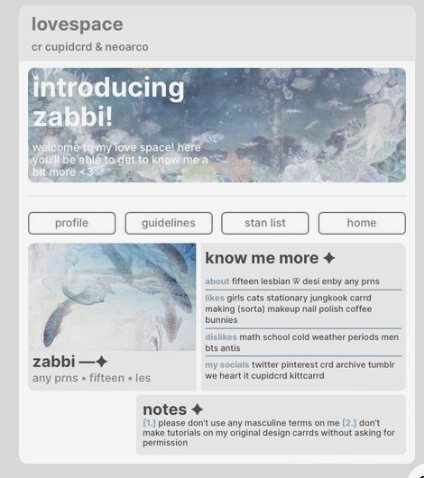 lovespace
cr cupidcrd & neoarco
introducing
zabbi!
welcome to my love space! here
you'll be able to get to know me a
bit more <3
profile
guidelines
stan list
home
know me more ✦
about fifteen lesbian desi enby any prns
likes girls cats stationary jungkook carrd
making (sorta) makeup nail polish coffee
bunnies
dislikes math school cold weather periods men
bts antis
my socials twitter pinterest crd archive tumblr
we heart it cupidcrd kittcarrd
zabbi —✦
any prns • fifteen • les
notes ✦
[1.] please don't use any masculine terms on me [2.] don't
make tutorials on my original design carrds without asking for
permission